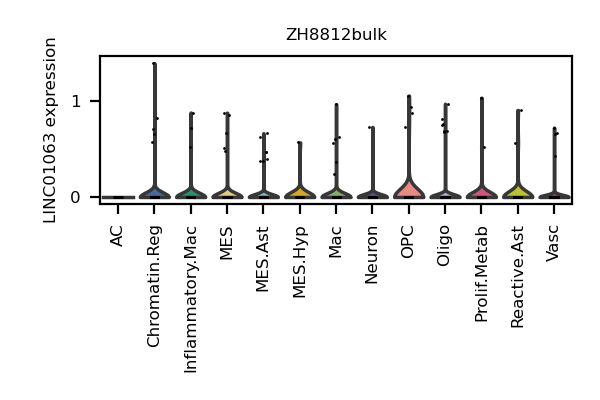 ZH8812bulk
LINC01063 expression
1
0
AC
Chromatin.Reg
Inflammatory.Mac
MES
MES.Ast
MES.Hyp
Mac
Neuron
OPC
Oligo
Prolif.Metab
Reactive.Ast
Vasc